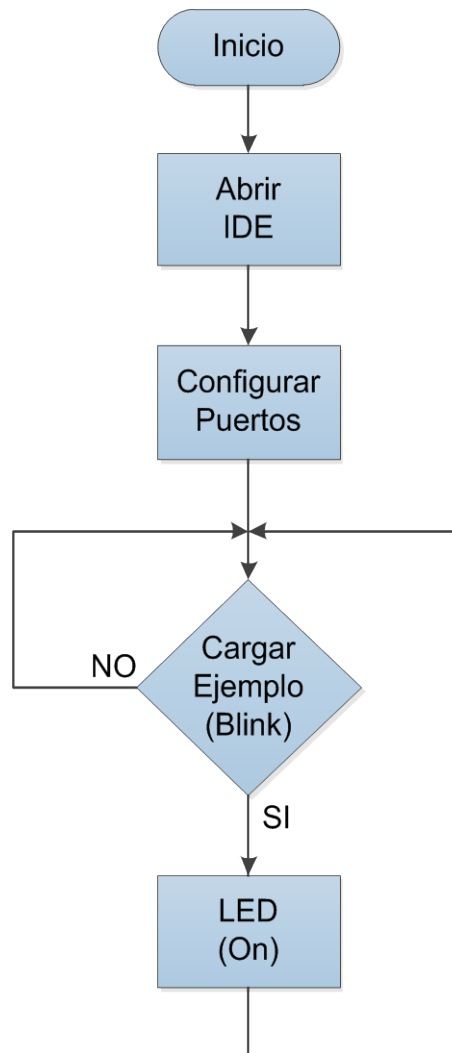 Inicio
Abrir
IDE
Configurar
Puertos
Cargar
Ejemplo
(Blink)
NO
SI
LED
(On)